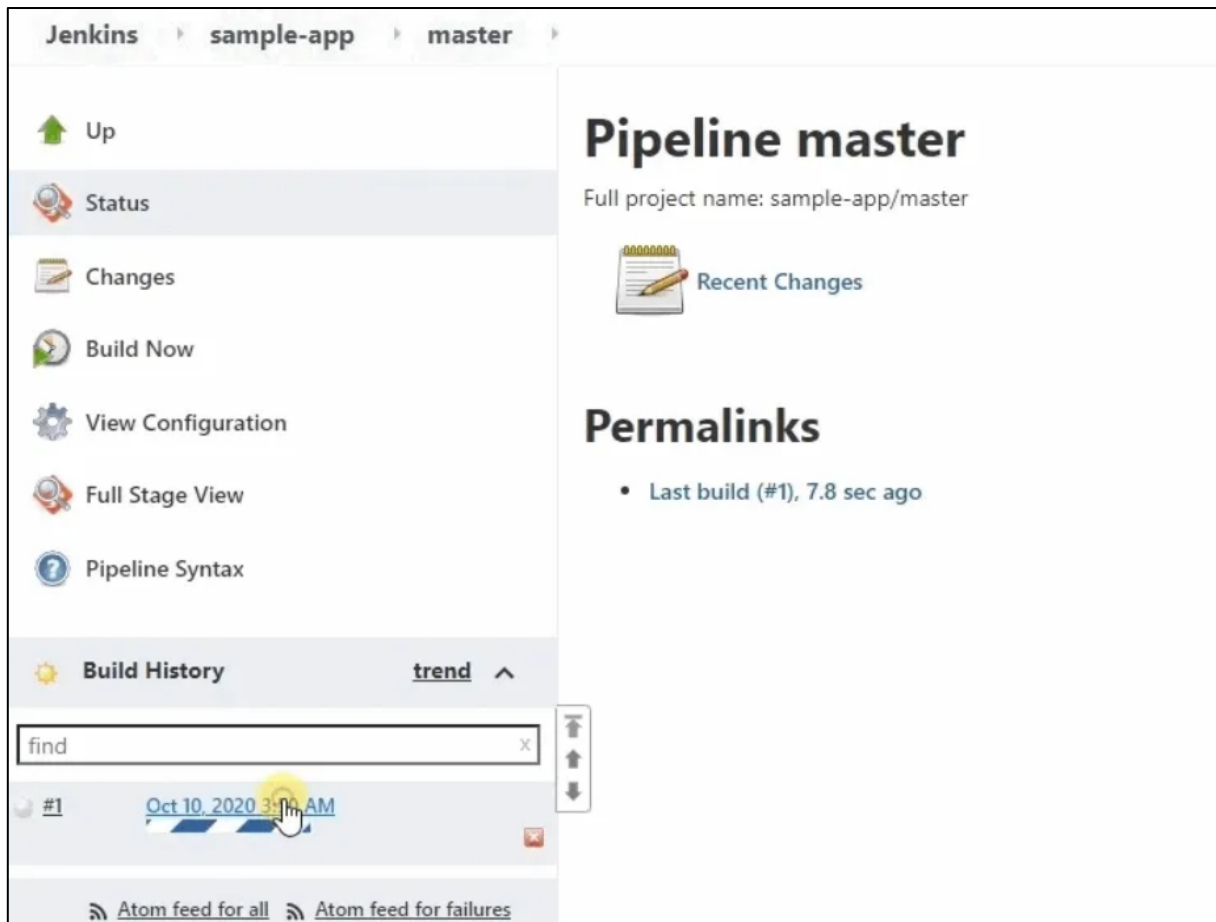 Jenkins sample-app master
Up
Status
Changes
Build Now
View Configuration
Full Stage View
Pipeline Syntax
Build History trend
find x
#1 Oct 10, 2020 AM
Atom feed for all Atom feed for failures
Pipeline master
Full project name: sample-app/master
Recent Changes
Permalinks
Last build (#1), 7.8 sec ago